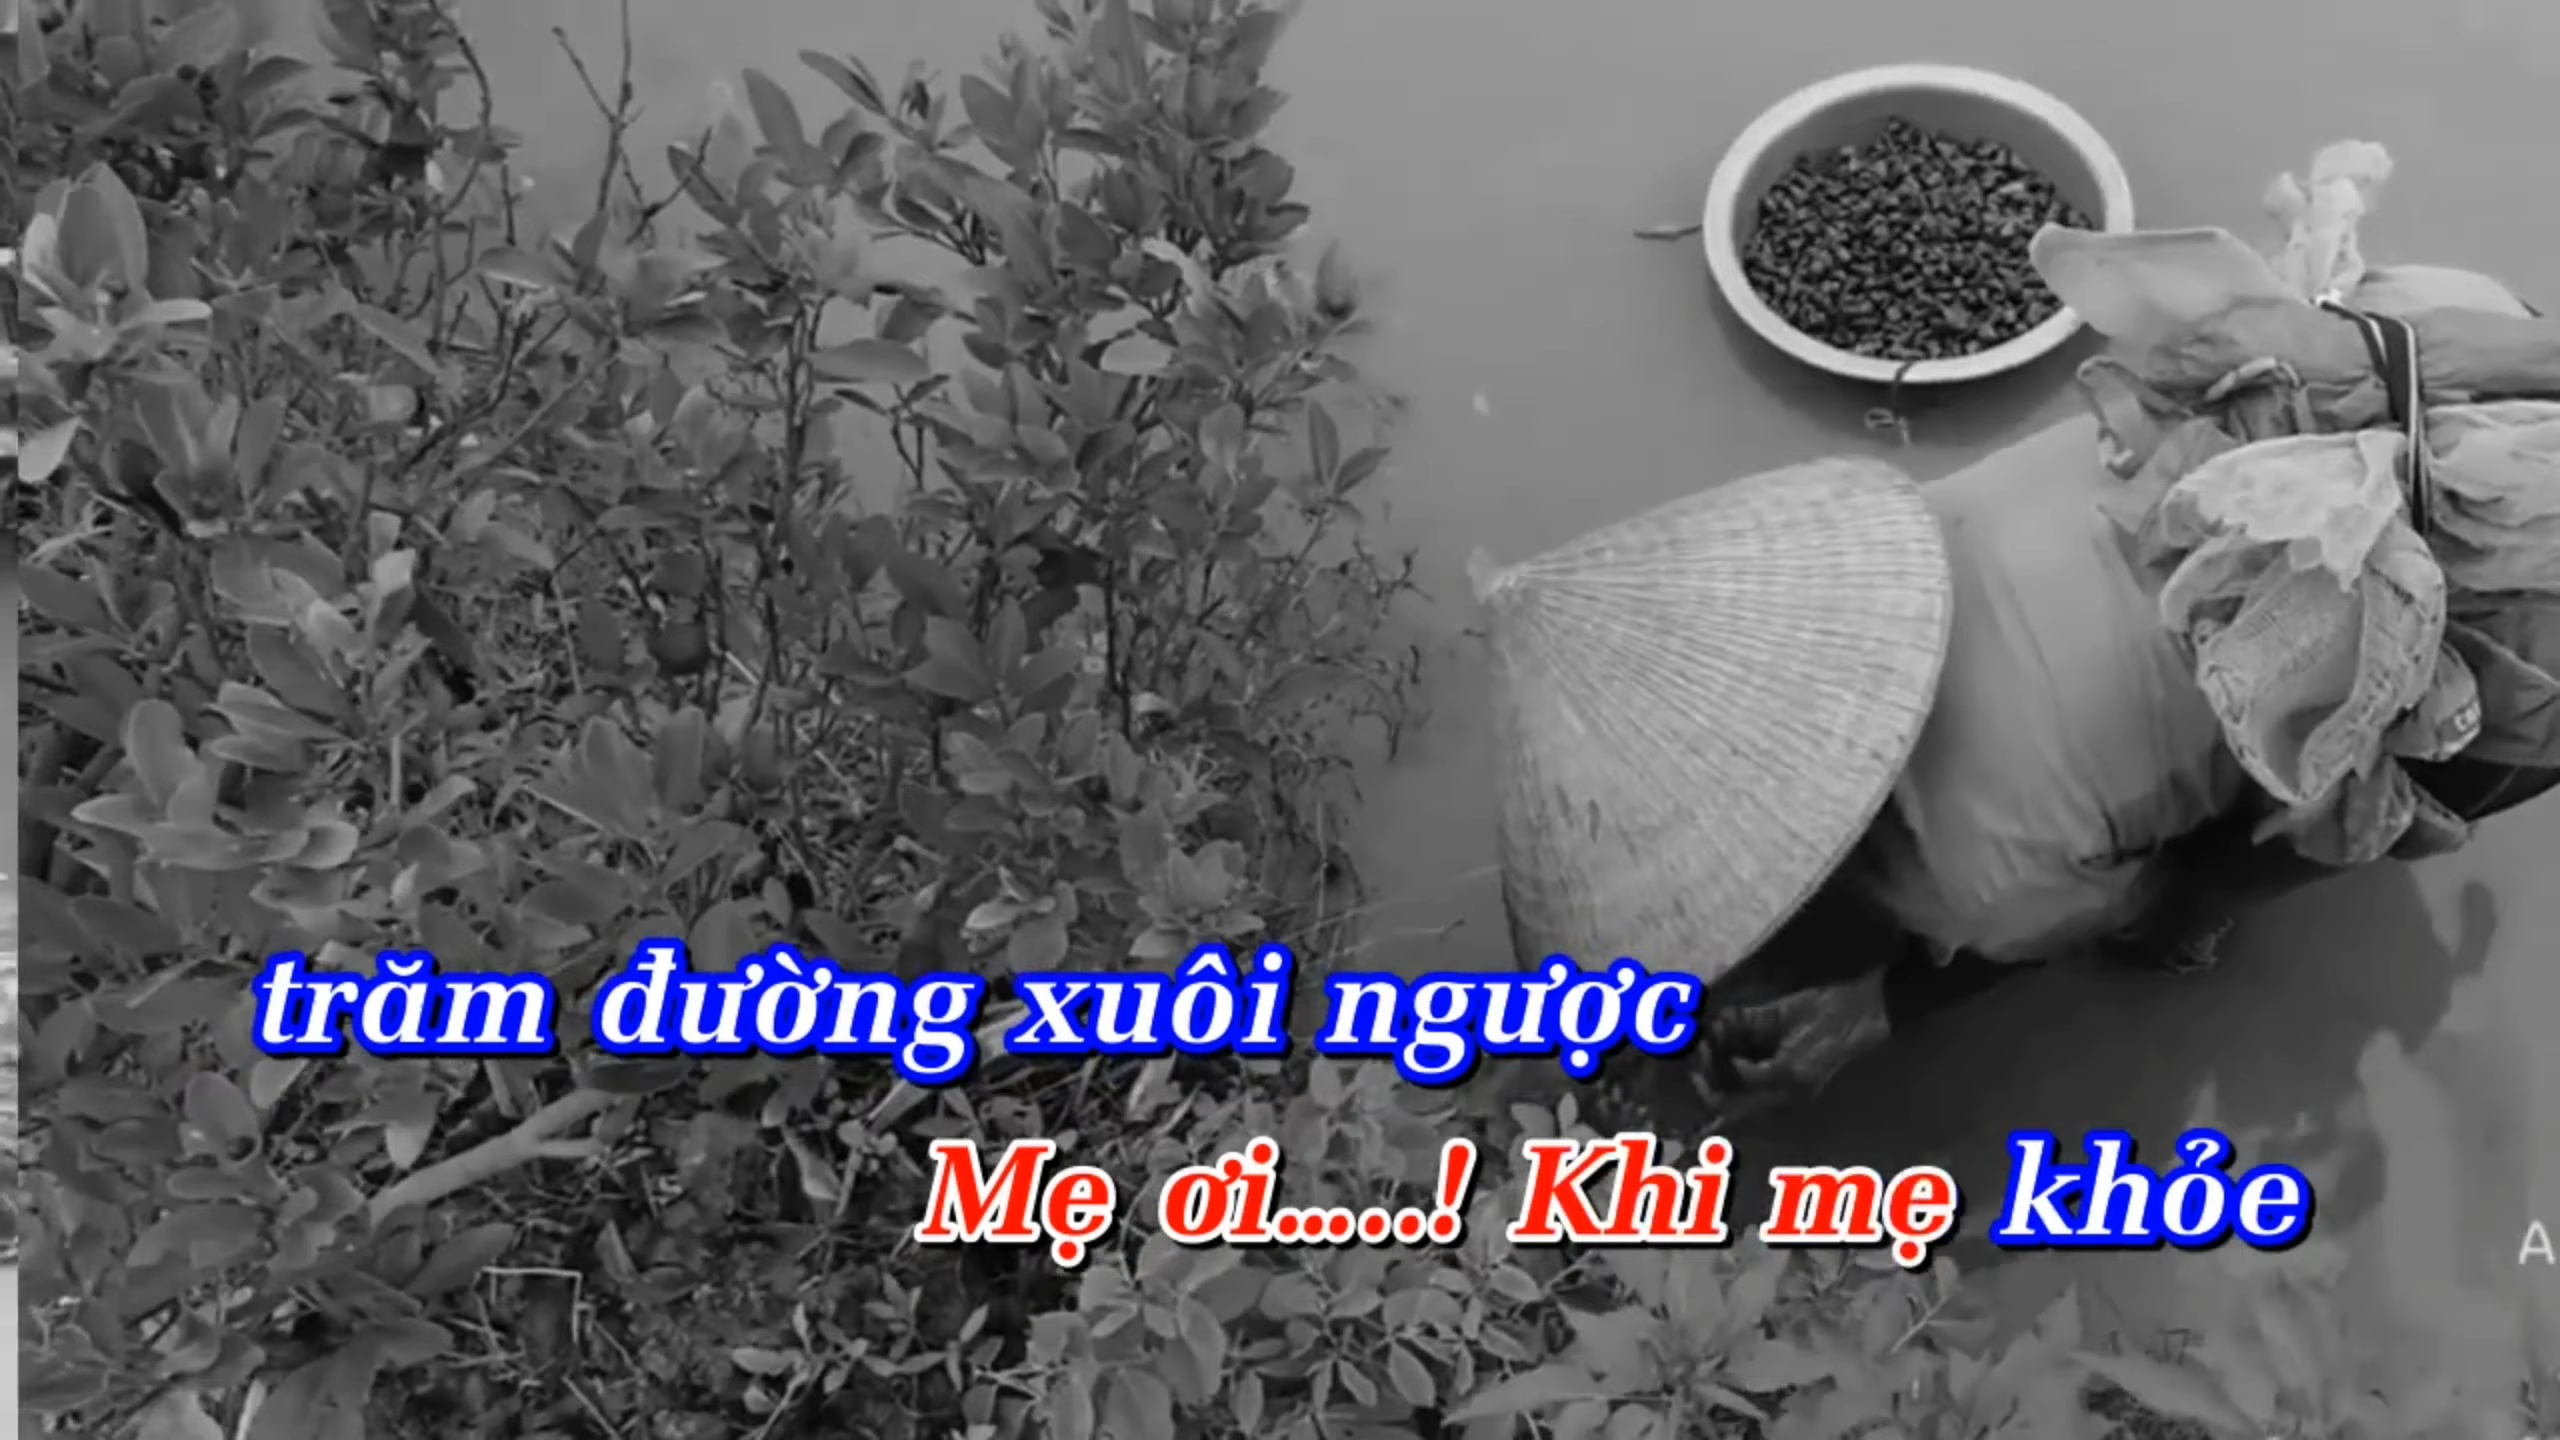 trăm đường xuôi ngược
Mẹ ơi.....! Khi mẹ khỏe
A